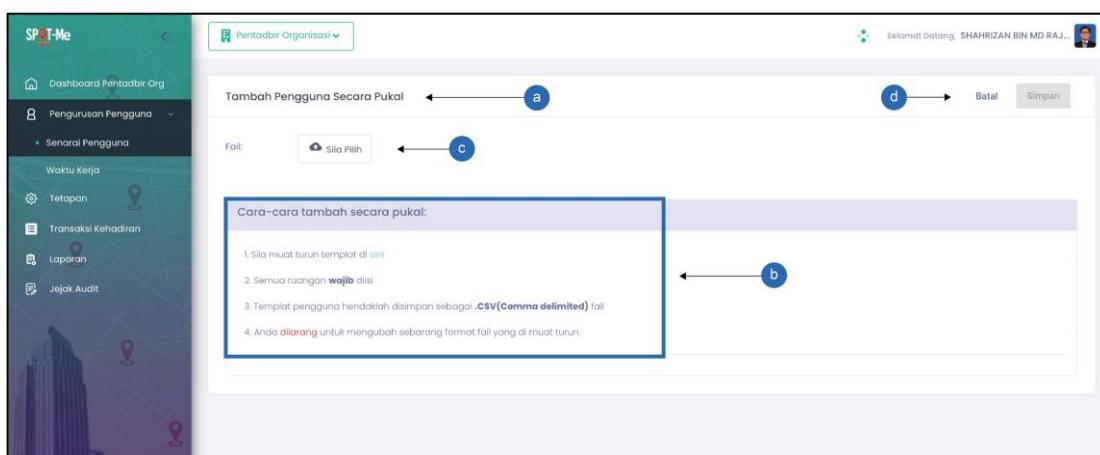 SPOT-Me
Pentadbir Organisasi
Selamat Datang, SHAHRIZAN BIN MD RAJ...
Dashboard Pentadbir Org
Pengurusan Pengguna
Senarai Pengguna
Waktu Kerja
Tetapan
Transaksi Kehadiran
Laporan
Jejak Audit
Tambah Pengguna Secara Pukal
a
d
Batal
Simpan
Fail:
Sila Pilih
c
Cara-cara tambah secara pukal:
1. Sila muat turun templat di sini
2. Semua ruangan wajib diisi
3. Templat pengguna hendaklah disimpan sebagai .CSV(Comma delimited) fail
4. Anda dilarang untuk mengubah sebarang format fail yang di muat turun.
b